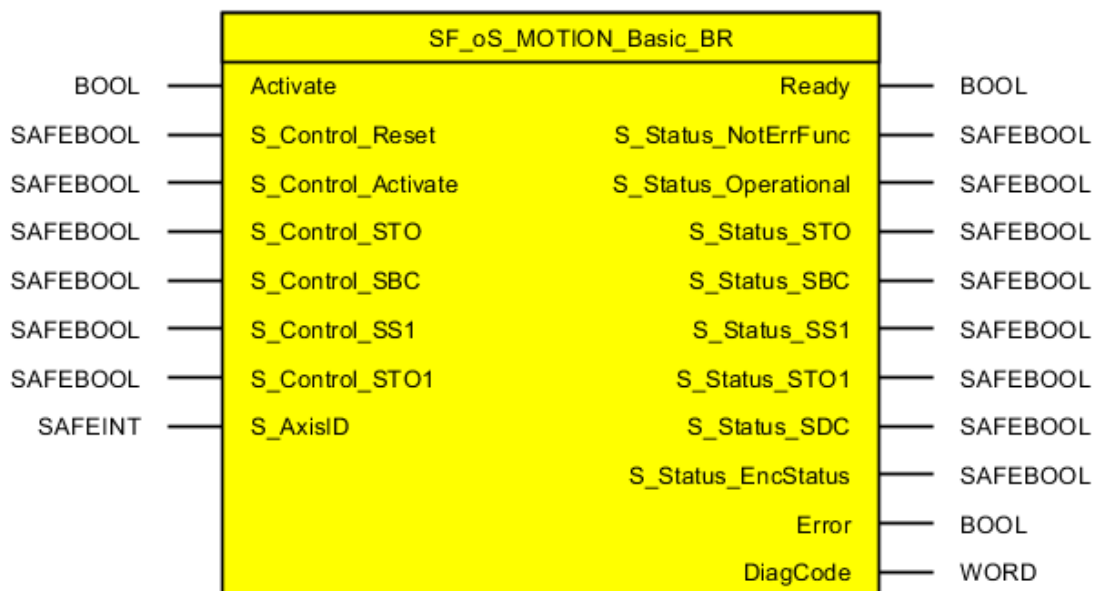 SF_oS_MOTION_Basic_BR
BOOL Activate Ready BOOL
SAFEBOOL S_Control_Reset S_Status_NotErrFunc SAFEBOOL
SAFEBOOL S_Control_Activate S_Status_Operational SAFEBOOL
SAFEBOOL S_Control_STO S_Status_STO SAFEBOOL
SAFEBOOL S_Control_SBC S_Status_SBC SAFEBOOL
SAFEBOOL S_Control_SS1 S_Status_SS1 SAFEBOOL
SAFEBOOL S_Control_STO1 S_Status_STO1 SAFEBOOL
SAFEINT S_AxisID S_Status_SDC SAFEBOOL
S_Status_EncStatus SAFEBOOL
Error BOOL
DiagCode WORD